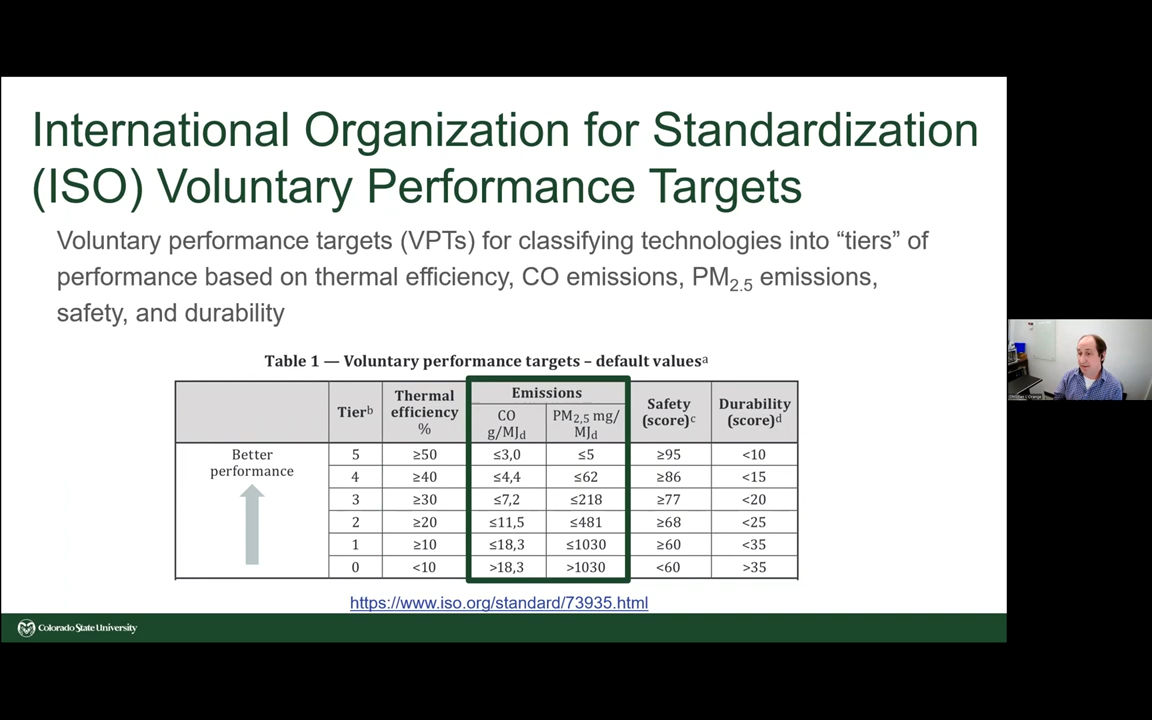 International Organization for Standardization
(ISO) Voluntary Performance Targets
Voluntary performance targets (VPTs) for classifying technologies into “tiers” of
performance based on thermal efficiency, CO emissions, PM2.5 emissions,
safety, and durability
Table 1 — Voluntary performance targets – default valuesa
Tierb
Thermal
efficiency
%
Emissions
CO
g/MJd
PM2,5 mg/
MJd
Safety
(score)c
Durability
(score)d
Better
performance
5 ≥50 ≤3,0 ≤5 ≥95 <10
4 ≥40 ≤4,4 ≤62 ≥86 <15
3 ≥30 ≤7,2 ≤218 ≥77 <20
2 ≥20 ≤11,5 ≤481 ≥68 <25
1 ≥10 ≤18,3 ≤1030 ≥60 <35
0 <10 >18,3 >1030 <60 >35
https://www.iso.org/standard/73935.html
Colorado State University